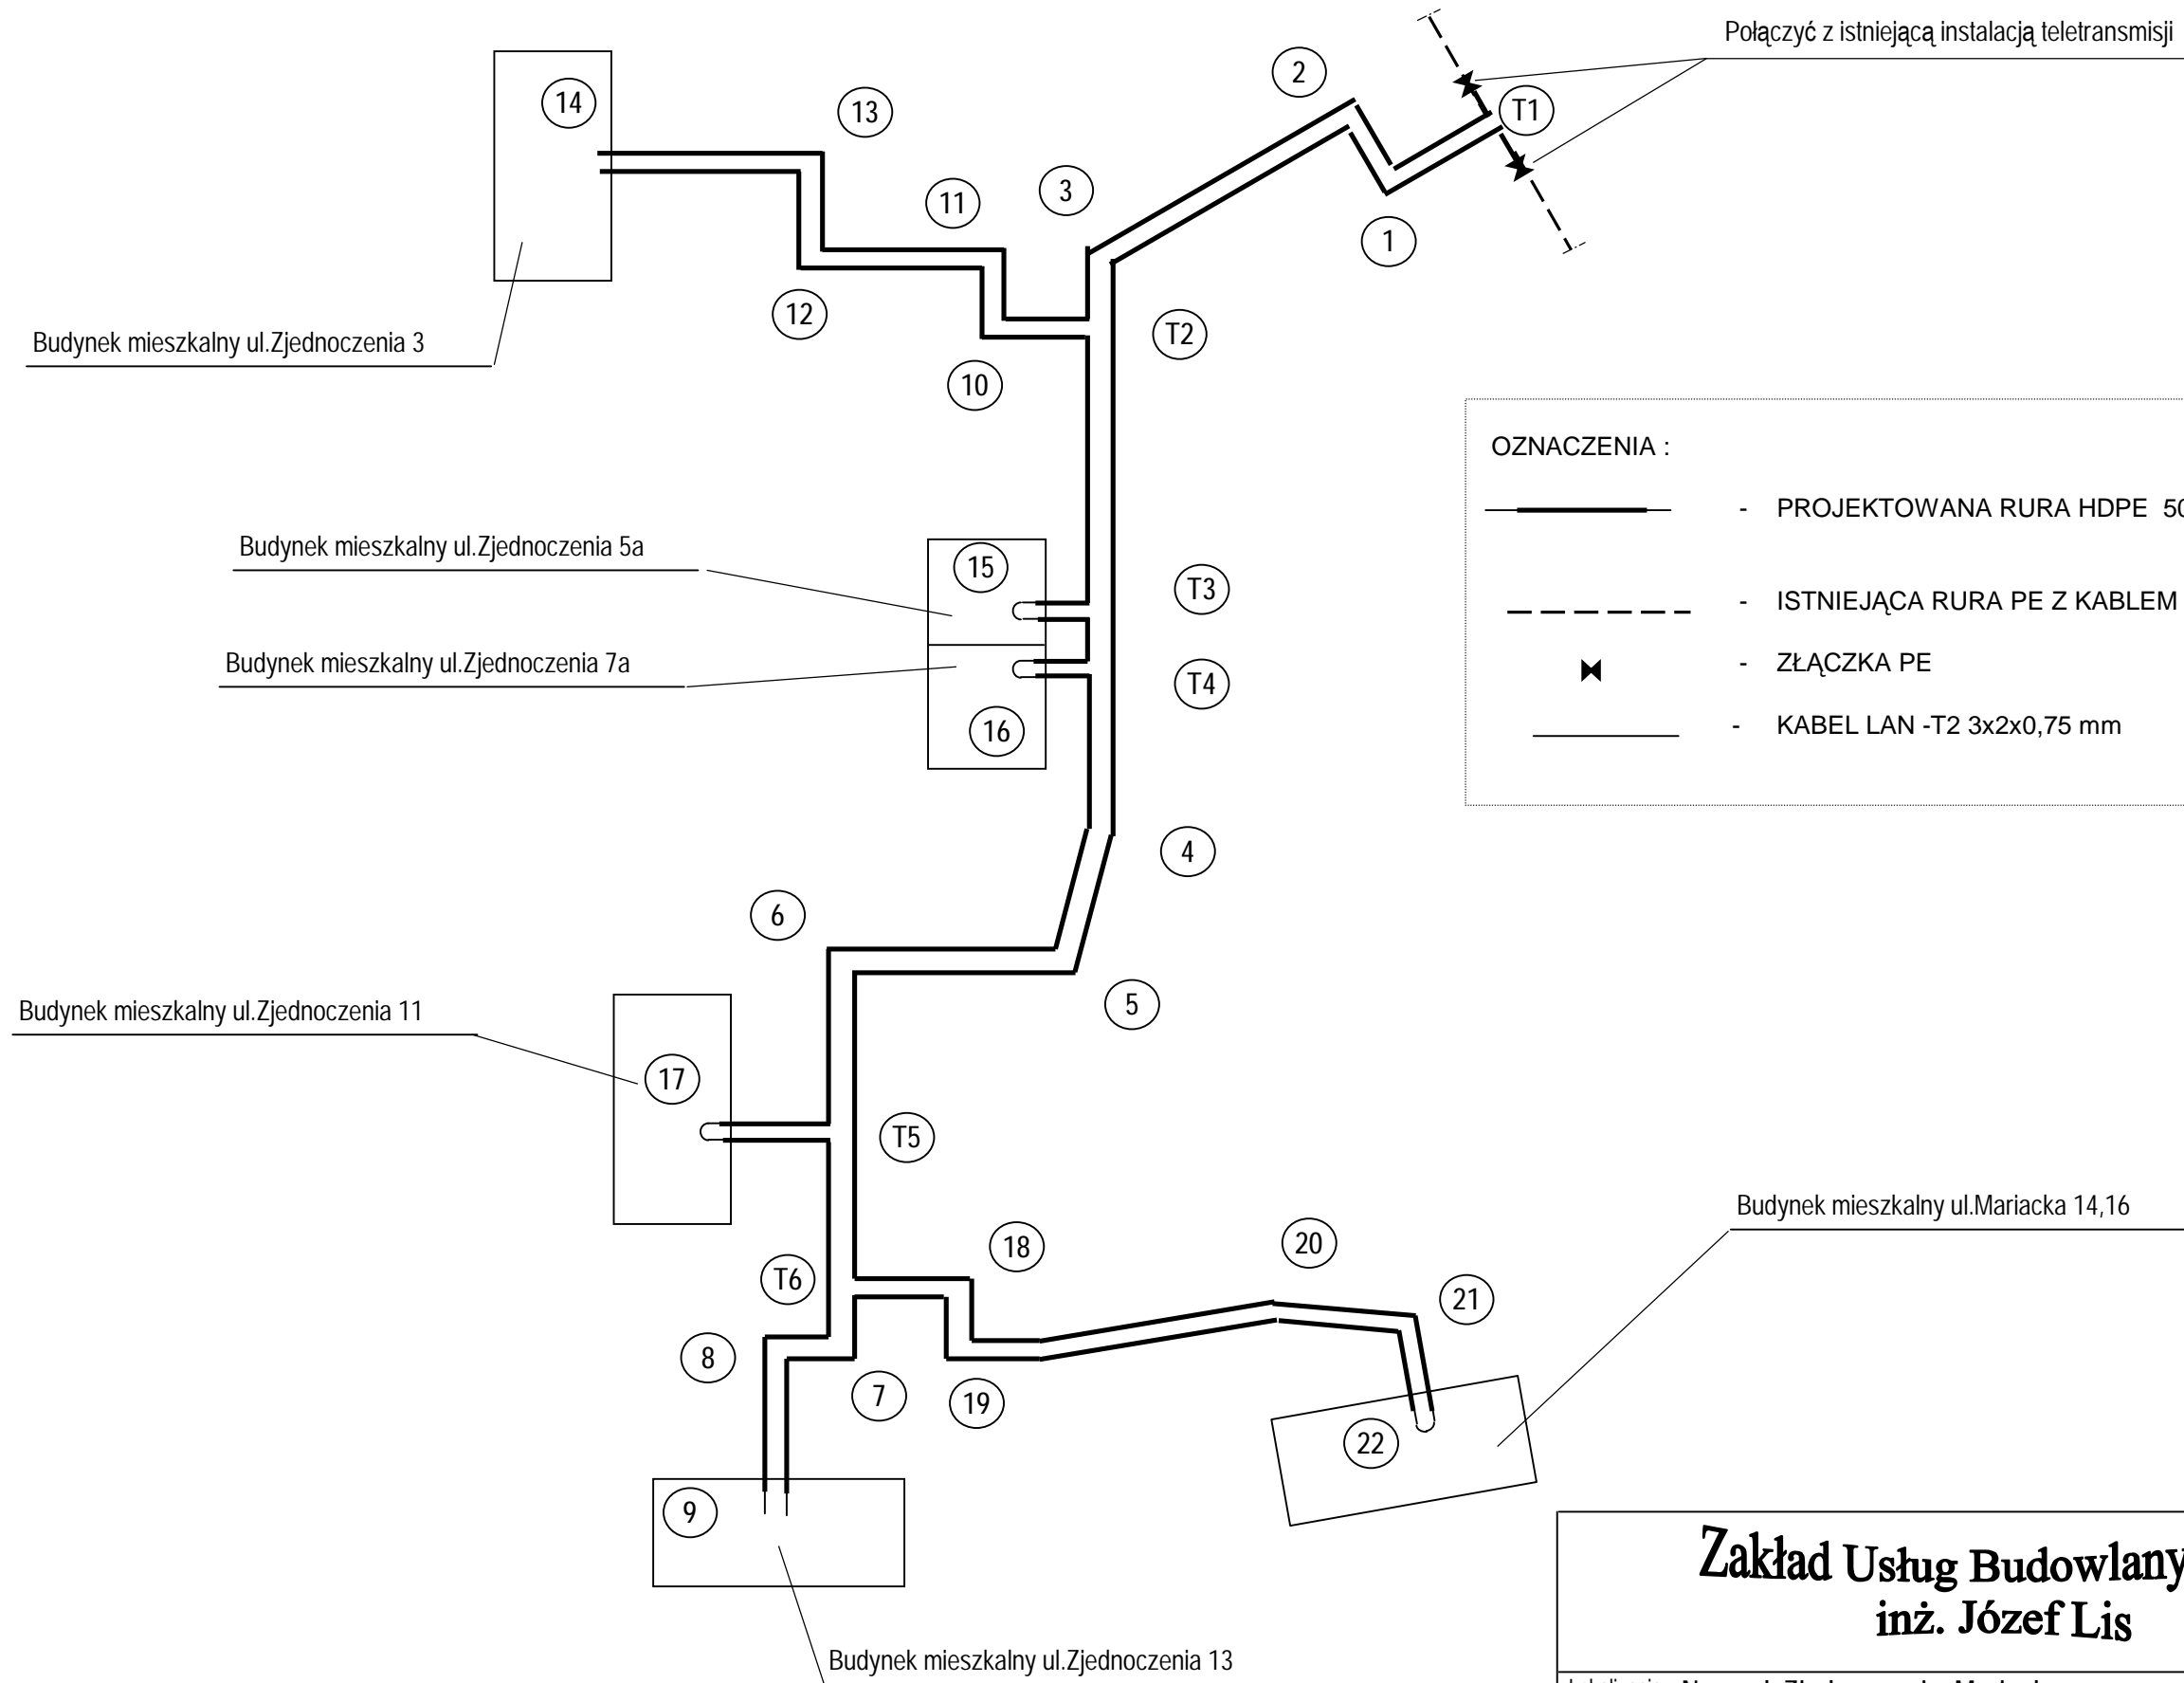 Połączyć z istniejącą instalacją teletransmisji
2
14
13
T1
3
11
1
12
T2
Budynek mieszkalny ul.Zjednoczenia 3
10
OZNACZENIA :
- PROJEKTOWANA RURA HDPE 50
Budynek mieszkalny ul.Zjednoczenia 5a
15
T3
- ISTNIEJĄCA RURA PE Z KABLEM
Budynek mieszkalny ul.Zjednoczenia 7a
- ZŁĄCZKA PE
T4
16
- KABEL LAN -T2 3x2x0,75 mm
4
6
5
Budynek mieszkalny ul.Zjednoczenia 11
17
T5
Budynek mieszkalny ul.Mariacka 14,16
18
20
T6
21
8
7
19
22
9
Zakład Usług Budowlany
inż. Józef Lis
Budynek mieszkalny ul.Zjednoczenia 13